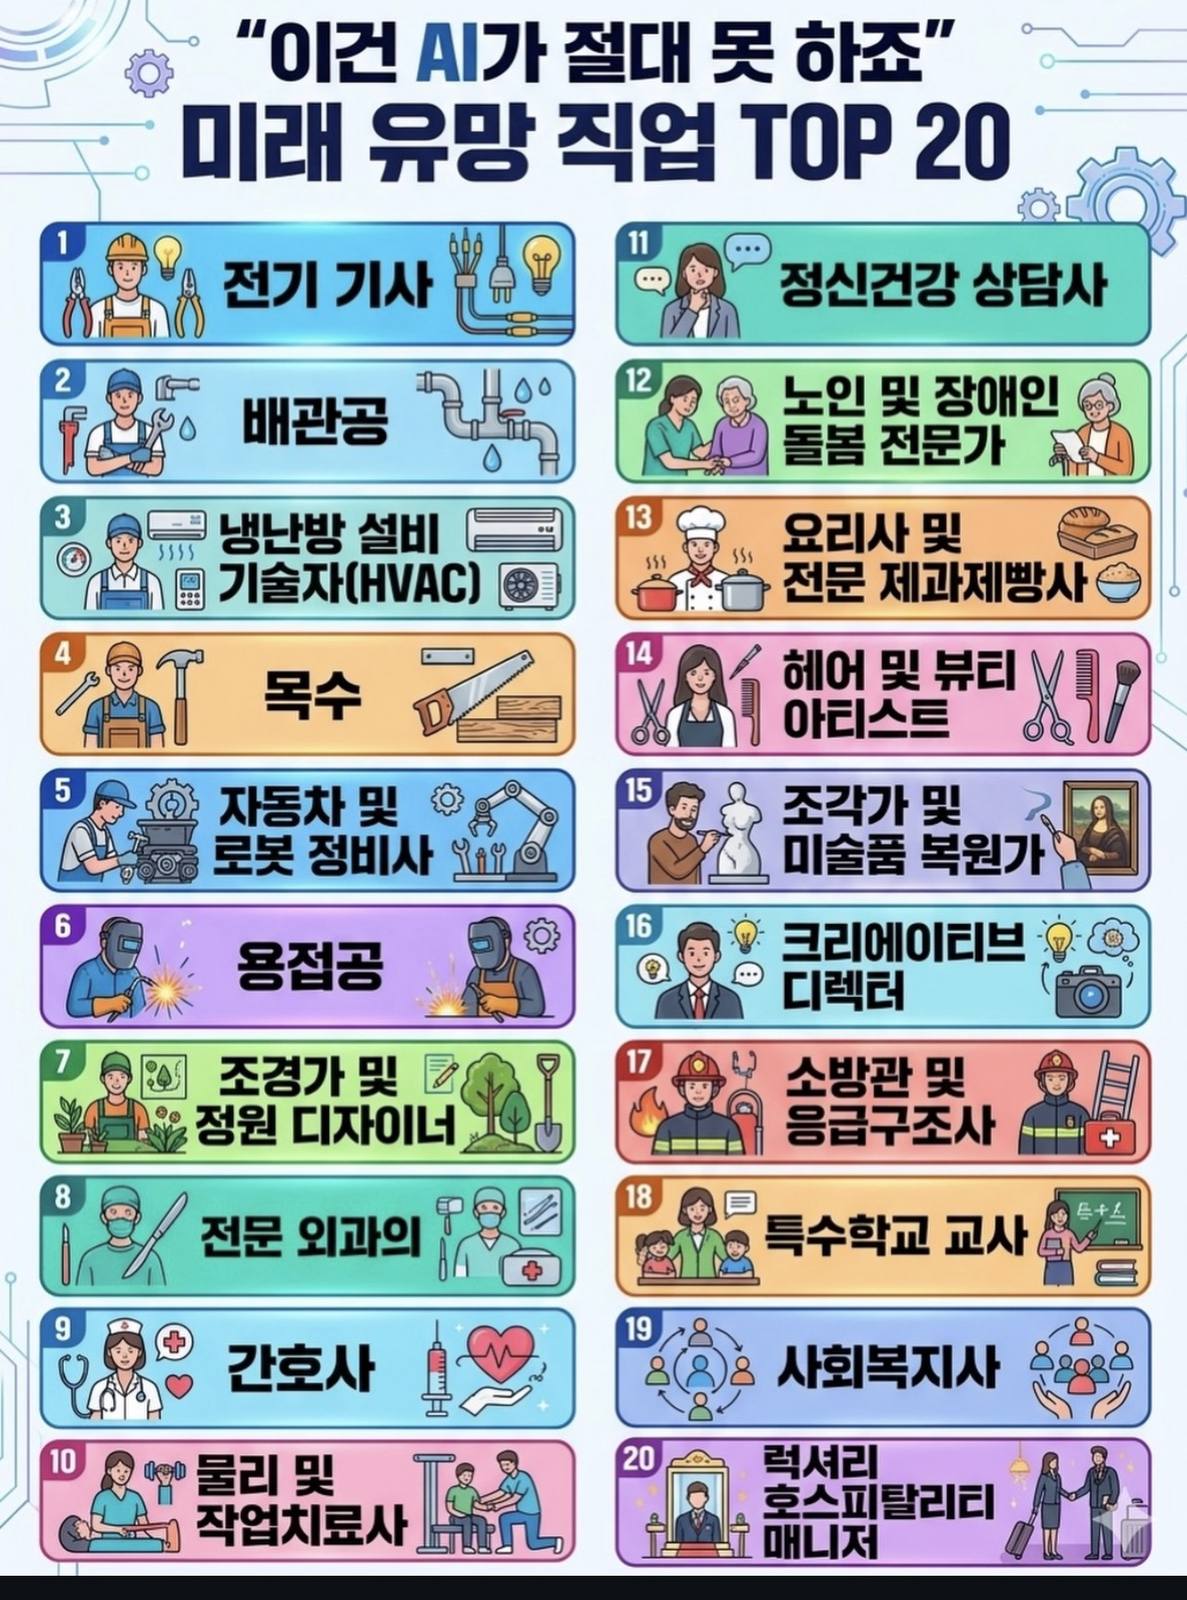 “이건 AI가 절대 못 하죠”
미래 유망 직업 TOP 20
1
전기 기사
2
배관공
3
냉난방 설비
기술자(HVAC)
4
목수
5
자동차 및
로봇 정비사
6
용접공
7
조경가 및
정원 디자이너
8
전문 외과의
9
간호사
10
물리 및
작업치료사
11
정신건강 상담사
12
노인 및 장애인
돌봄 전문가
13
요리사 및
전문 제과제빵사
14
헤어 및 뷰티
아티스트
15
조각가 및
미술품 복원가
16
크리에이티브
디렉터
17
소방관 및
응급구조사
18
특수학교 교사
19
사회복지사
20
럭셔리
호스피탈리티
매니저